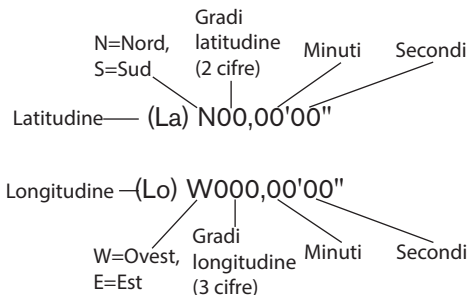 N=Nord,
S=Sud
Gradi
latitudine
(2 cifre)
Minuti
Secondi
Latitudine
(La) N00,00'00"
Longitudine
(Lo) W000,00'00"
W=Ovest,
E=Est
Gradi
longitudine
(3 cifre)
Minuti
Secondi